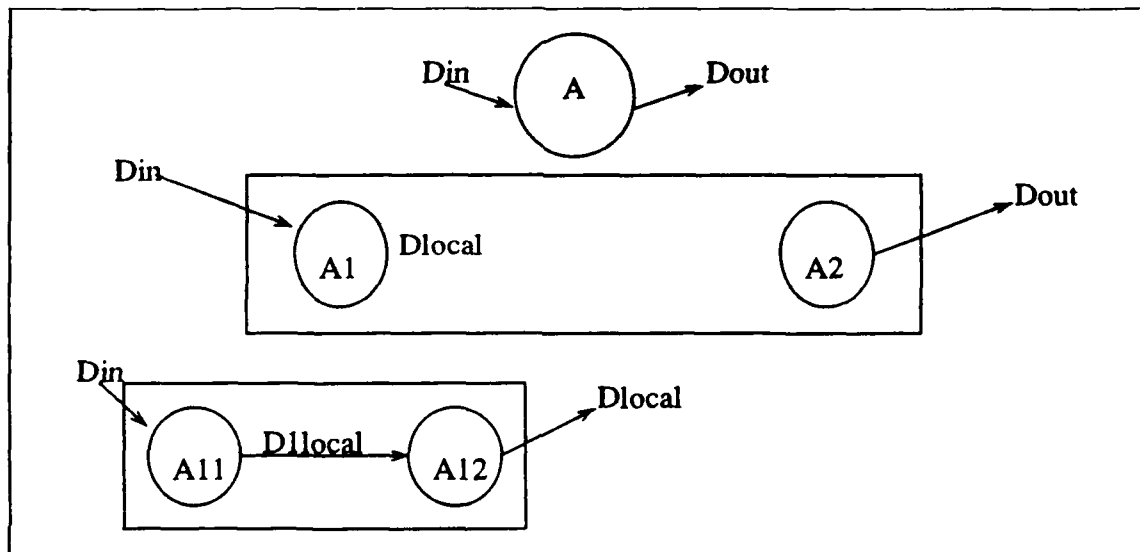 Din A Dout
Din Dout
A1 Dlocal A2
Din Dlocal
A11 D1local A12